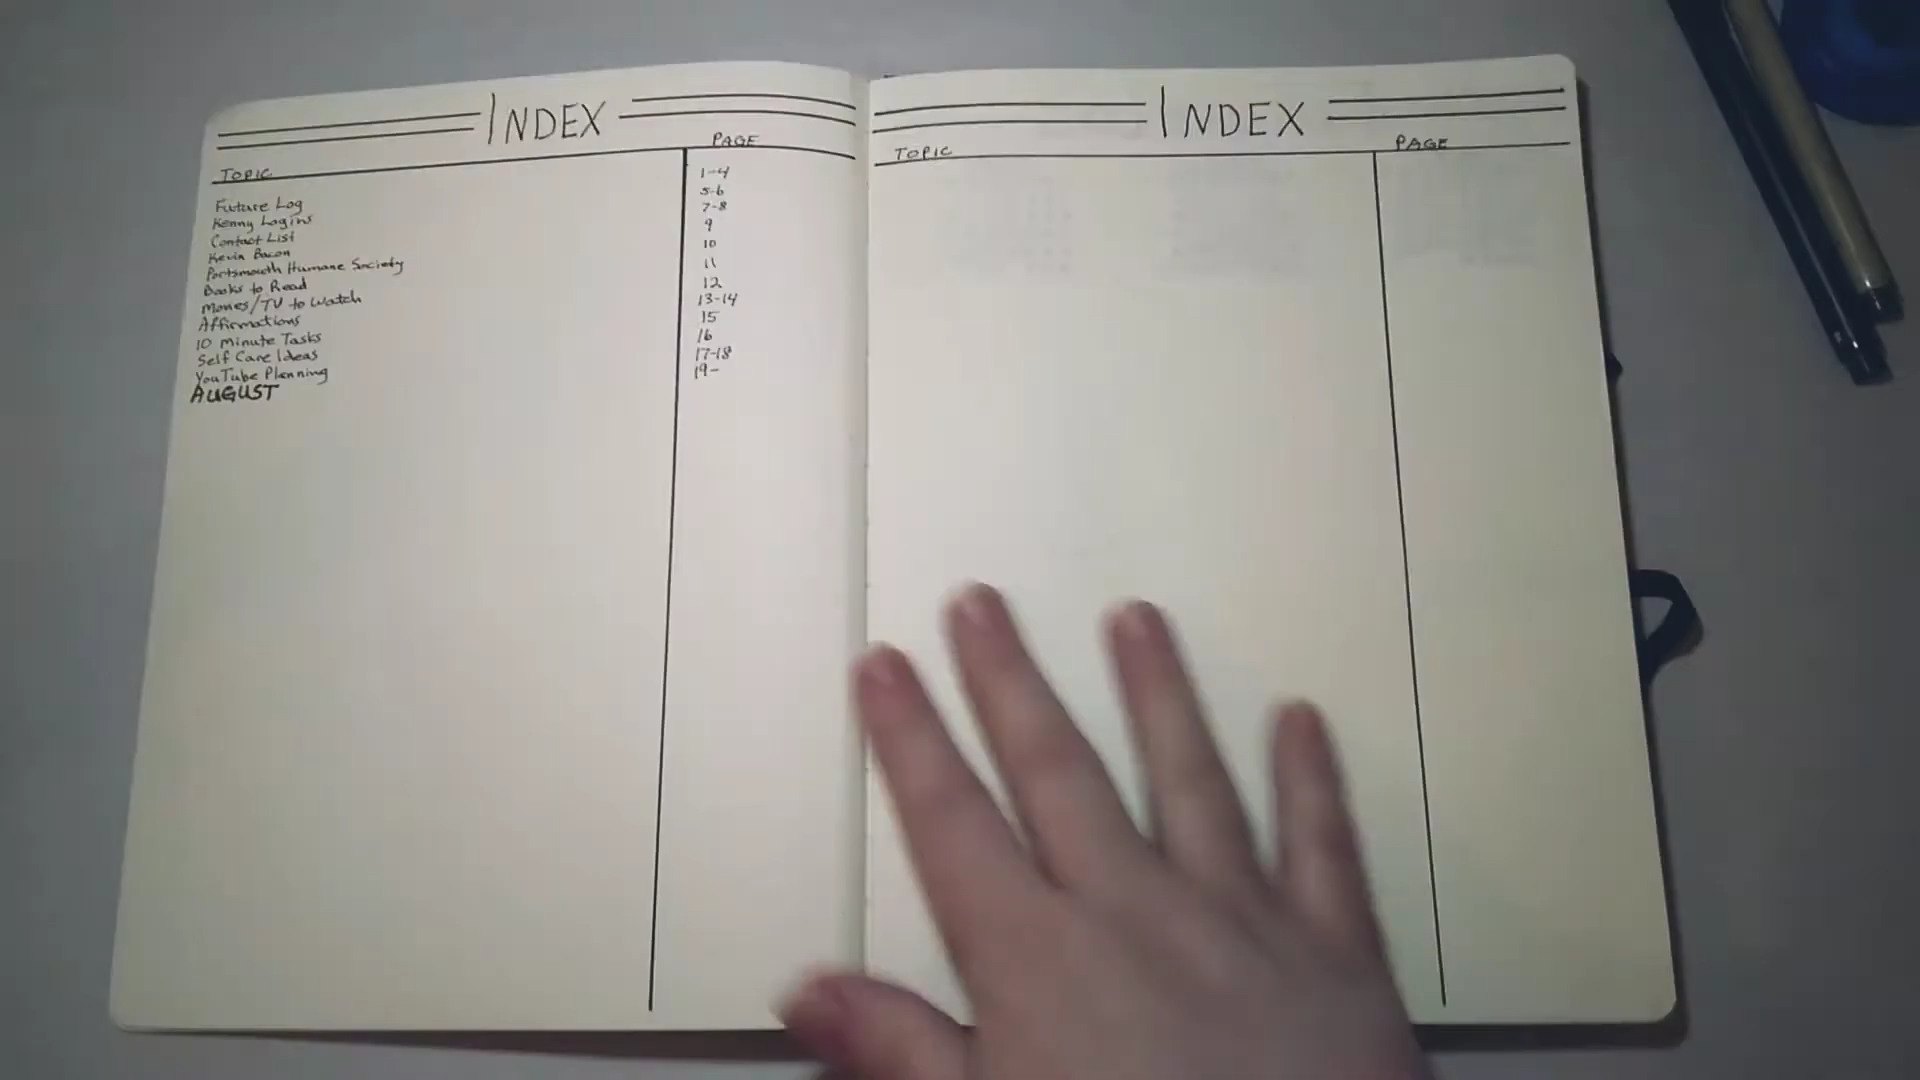 INDEX
TOPIC PAGE
Future Log 1-4
Kenny Logins 5-6
Contact List 7-8
Kevin Bacon 9
Portsmouth Humane Society 10
Books to Read 11
Movies/TV to Watch 12
Affirmations 13-14
10 Minute Tasks 15
Self Care Ideas 16
YouTube Planning 17-18
AUGUST 19-
INDEX
TOPIC PAGE